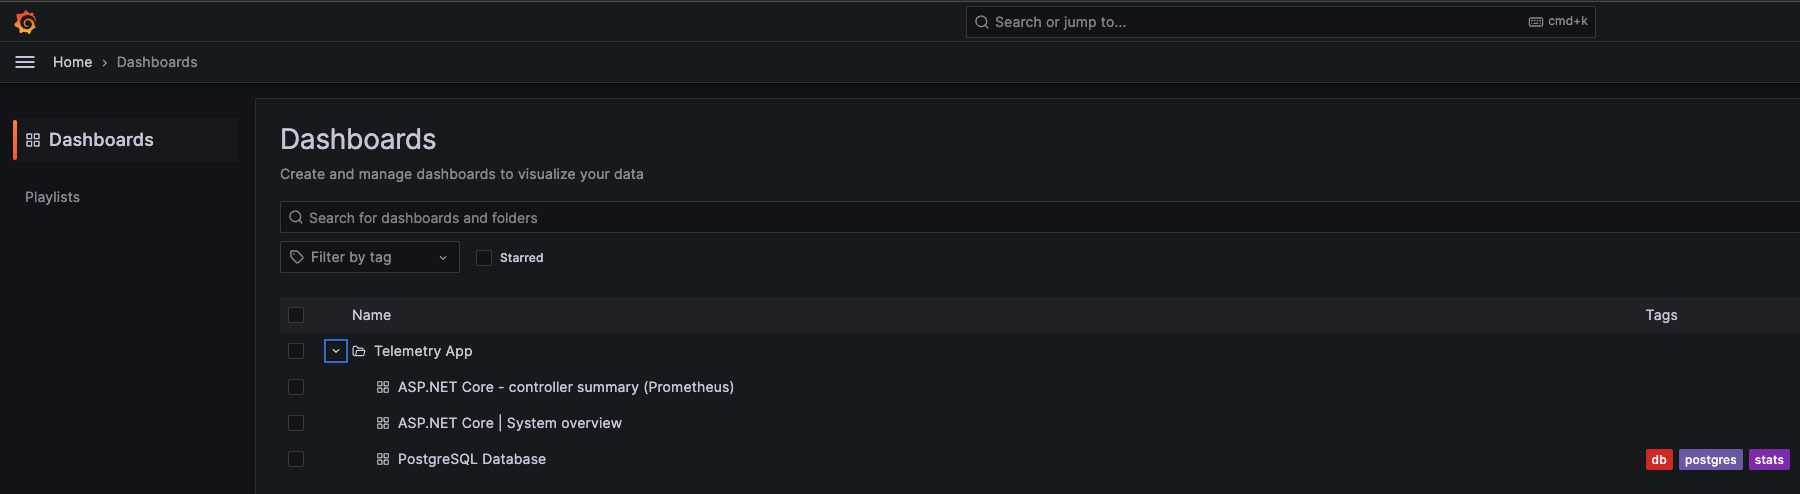 Search or jump to...
cmd+k
Home › Dashboards
Dashboards
Playlists
Dashboards
Create and manage dashboards to visualize your data
Search for dashboards and folders
Filter by tag
Starred
Name Tags
Telemetry App
ASP.NET Core - controller summary (Prometheus)
ASP.NET Core | System overview
PostgreSQL Database db postgres stats